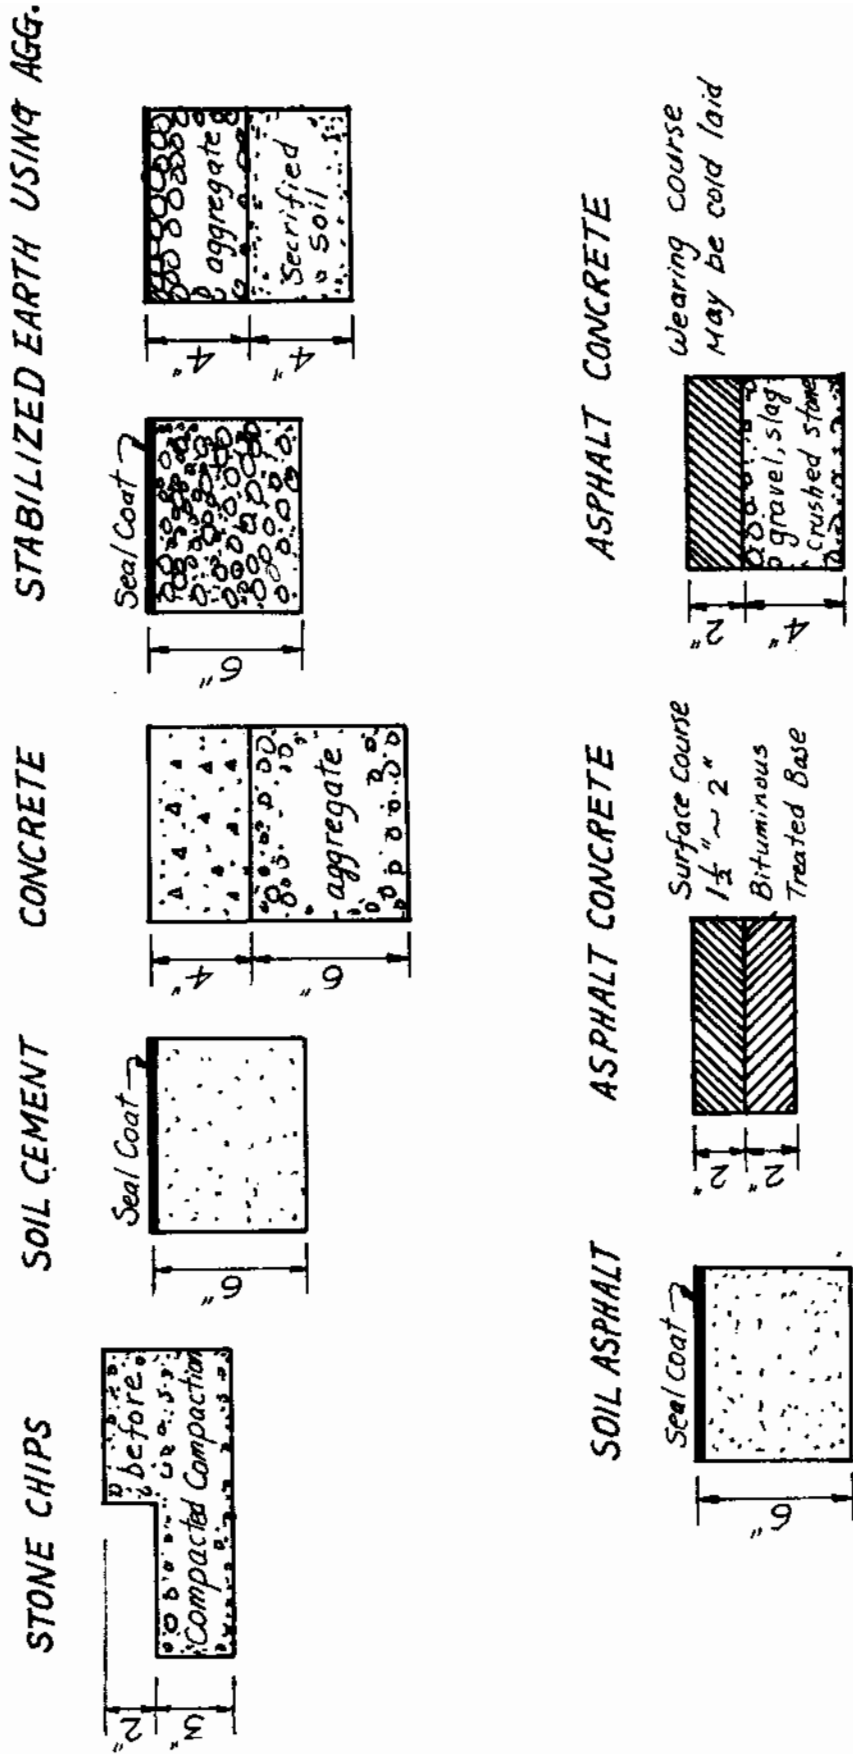 STONE CHIPS
2"
3"
before
Compacted Compaction
SOIL CEMENT
Seal Coat
6"
CONCRETE
4"
6"
aggregate
STABILIZED EARTH USING AGG.
Seal Coat
6"
4"
4"
aggregate
Secrified
soil
SOIL ASPHALT
Seal Coat
6"
ASPHALT CONCRETE
2"
2"
Surface Course
1½" ~ 2"
Bituminous
Treated Base
ASPHALT CONCRETE
2"
4"
gravel, slag
crushed stone
Wearing course
May be cold laid